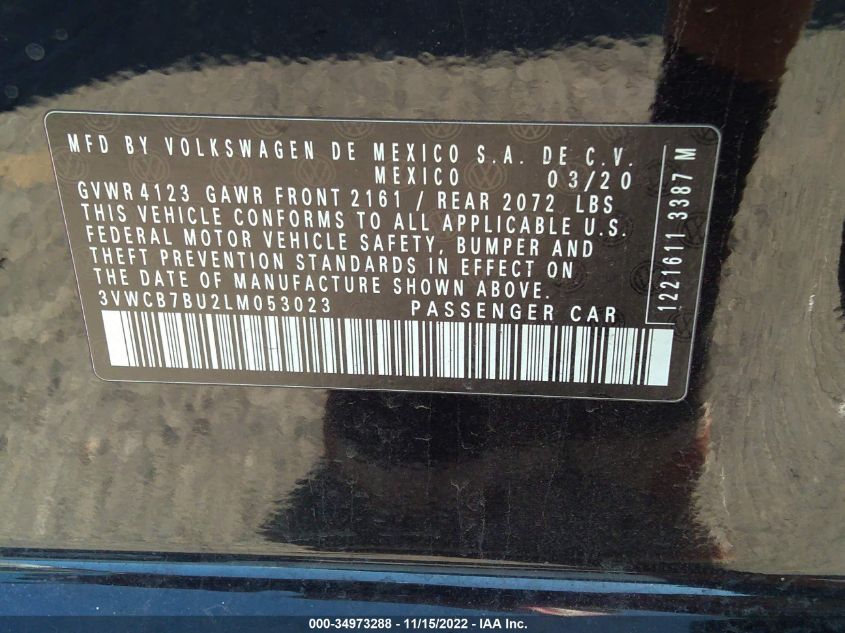 MFD BY VOLKSWAGEN DE MEXICO S.A. DE C.V.
MEXICO 03/20
GVWR 4123 GAWR FRONT 2161 / REAR 2072 LBS
THIS VEHICLE CONFORMS TO ALL APPLICABLE U.S.
FEDERAL MOTOR VEHICLE SAFETY, BUMPER AND
THEFT PREVENTION STANDARDS IN EFFECT ON
THE DATE OF MANUFACTURE SHOWN ABOVE.
3VWCB7BU2LM053023 PASSENGER CAR
1221611 3387 M
000-34973288 - 11/15/2022 - IAA Inc.